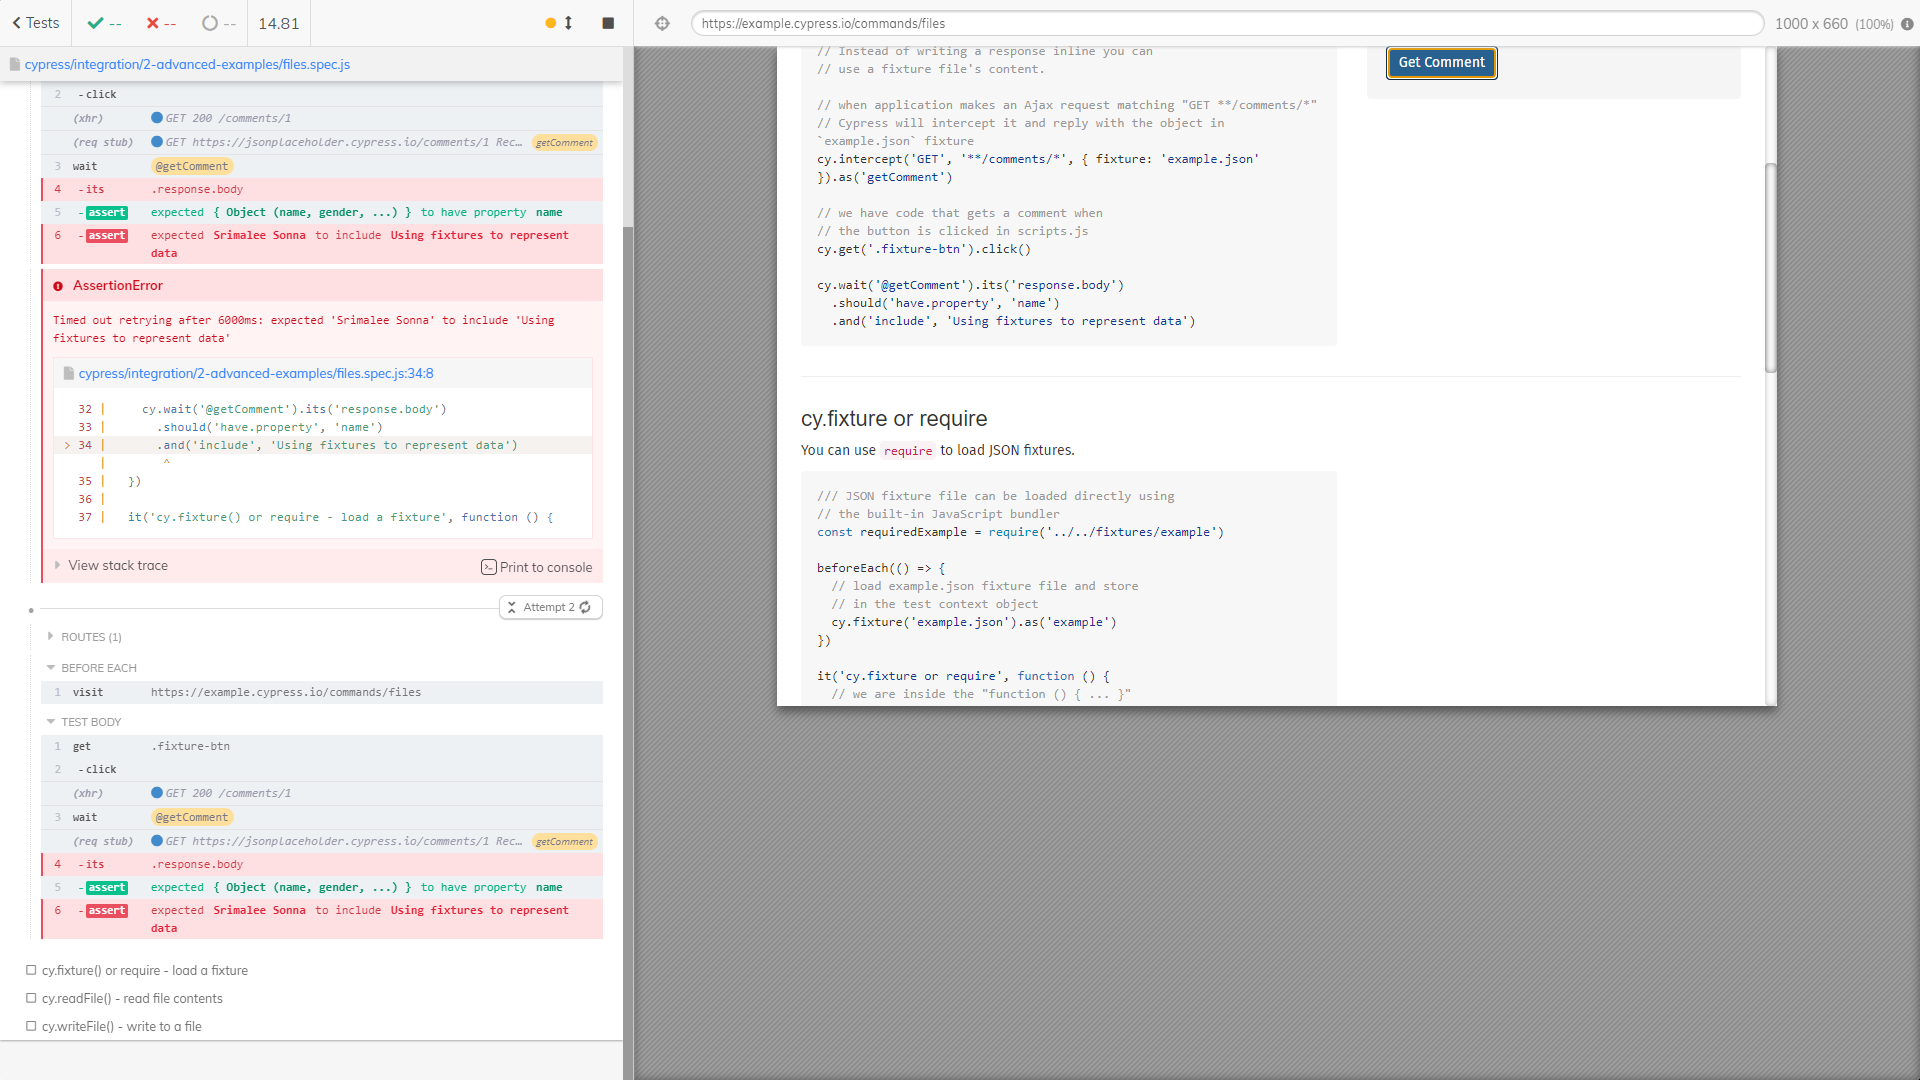 Tests
--
--
--
14.81
https://example.cypress.io/commands/files
1000 x 660 (100%)
cypress/integration/2-advanced-examples/files.spec.js
2 -click
(xhr) GET 200 /comments/1
(req stub) GET https://jsonplaceholder.cypress.io/comments/1 Rec... getComment
3 wait @getComment
4 -its .response.body
5 -assert expected { Object (name, gender, ...) } to have property name
6 -assert expected Srimalee Sonna to include Using fixtures to represent
data
AssertionError
Timed out retrying after 6000ms: expected 'Srimalee Sonna' to include 'Using
fixtures to represent data'
cypress/integration/2-advanced-examples/files.spec.js:34:8
32 | cy.wait('@getComment').its('response.body')
33 | .should('have.property', 'name')
> 34 | .and('include', 'Using fixtures to represent data')
| ^
35 | })
36 |
37 | it('cy.fixture() or require - load a fixture', function () {
View stack trace
Print to console
Attempt 2
ROUTES (1)
BEFORE EACH
1 visit https://example.cypress.io/commands/files
TEST BODY
1 get .fixture-btn
2 -click
(xhr) GET 200 /comments/1
3 wait @getComment
(req stub) GET https://jsonplaceholder.cypress.io/comments/1 Rec... getComment
4 -its .response.body
5 -assert expected { Object (name, gender, ...) } to have property name
6 -assert expected Srimalee Sonna to include Using fixtures to represent
data
cy.fixture() or require - load a fixture
cy.readFile() - read file contents
cy.writeFile() - write to a file
// Instead of writing a response inline you can
// use a fixture file's content.
// when application makes an Ajax request matching "GET **/comments/*"
// Cypress will intercept it and reply with the object in
`example.json` fixture
cy.intercept('GET', '**/comments/*', { fixture: 'example.json'
}).as('getComment')
// we have code that gets a comment when
// the button is clicked in scripts.js
cy.get('.fixture-btn').click()
cy.wait('@getComment').its('response.body')
.should('have.property', 'name')
.and('include', 'Using fixtures to represent data')
Get Comment
cy.fixture or require
You can use require to load JSON fixtures.
/// JSON fixture file can be loaded directly using
// the built-in JavaScript bundler
const requiredExample = require('../../fixtures/example')
beforeEach(() => {
// load example.json fixture file and store
// in the test context object
cy.fixture('example.json').as('example')
})
it('cy.fixture or require', function () {
// we are inside the "function () { ... }"